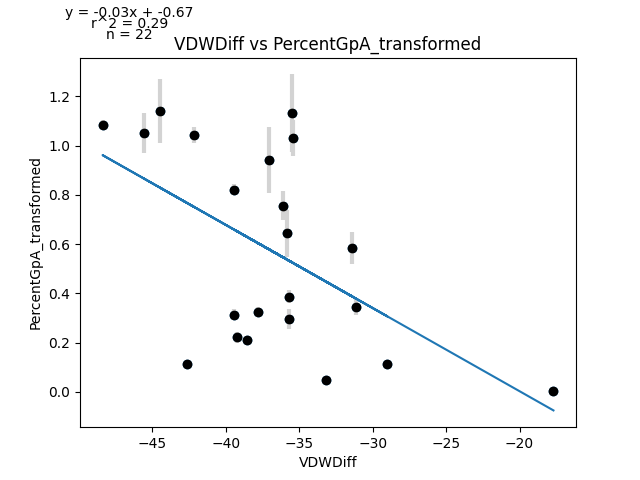 y = -0.03x + -0.67
r^2 = 0.29
n = 22
VDWDiff vs PercentGpA_transformed
PercentGpA_transformed
1.2
1.0
0.8
0.6
0.4
0.2
0.0
−45 −40 −35 −30 −25 −20
VDWDiff